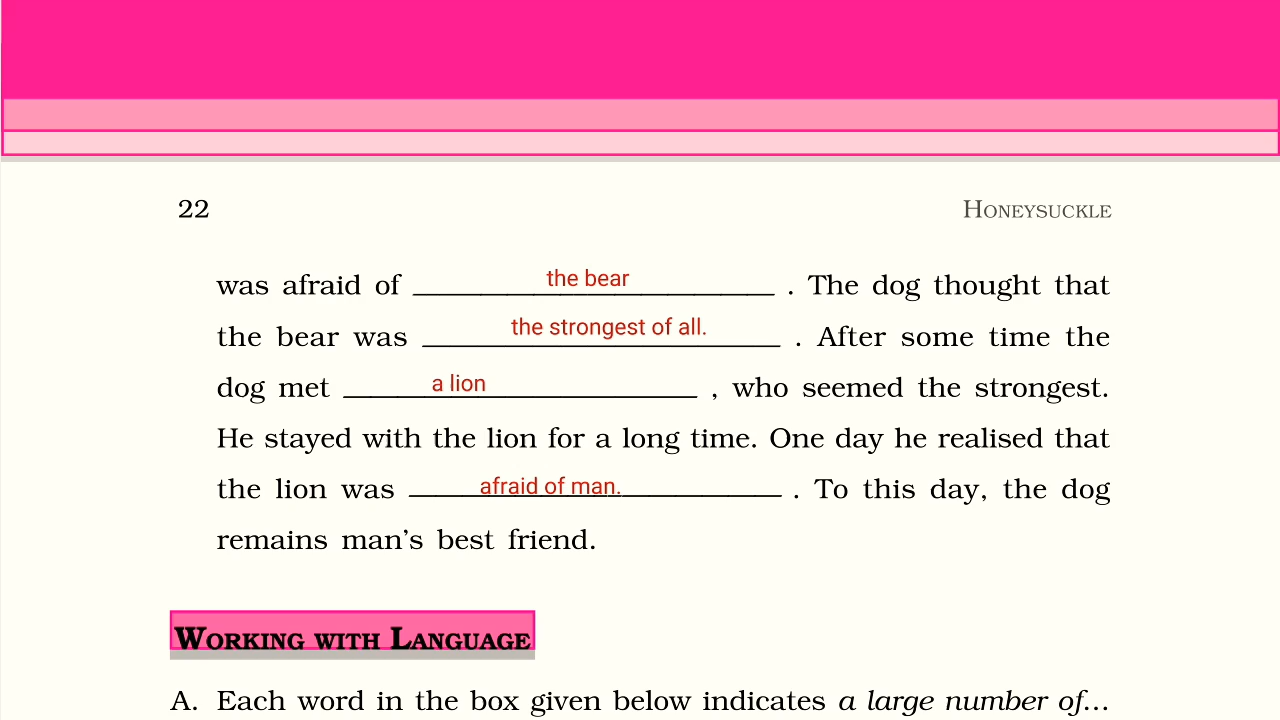 22 HONEYSUCKLE
was afraid of the bear . The dog thought that
the bear was the strongest of all. . After some time the
dog met a lion , who seemed the strongest.
He stayed with the lion for a long time. One day he realised that
the lion was afraid of man. . To this day, the dog
remains man’s best friend.
WORKING WITH LANGUAGE
A. Each word in the box given below indicates a large number of...